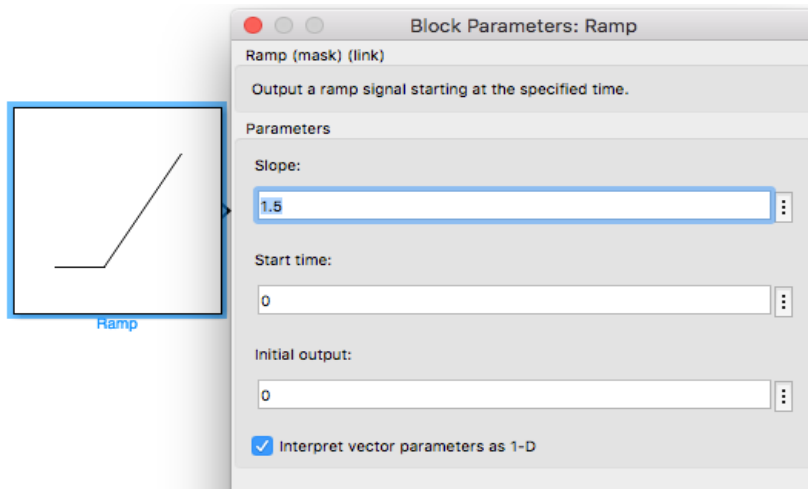 Block Parameters: Ramp
Ramp (mask) (link)
Output a ramp signal starting at the specified time.
Parameters
Slope:
1.5
Start time:
0
Initial output:
0
Interpret vector parameters as 1-D
Ramp